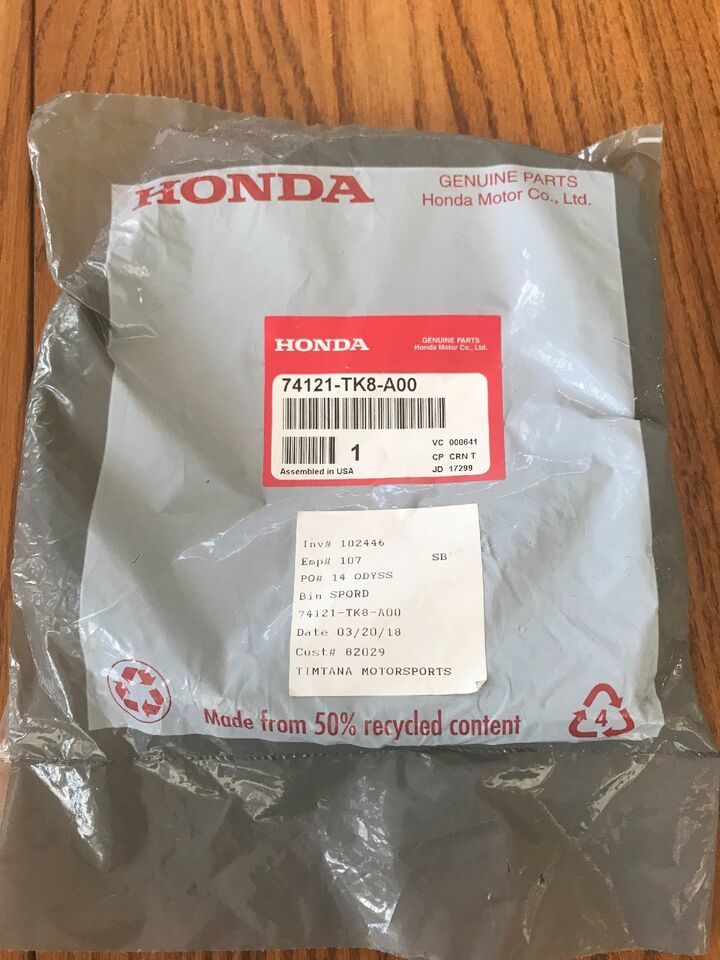 HONDA
GENUINE PARTS
Honda Motor Co., Ltd.
HONDA
GENUINE PARTS
Honda Motor Co., Ltd.
74121-TK8-A00
1
VC 000641
CP CRN T
Assembled in USA
JD 17299
Inv# 102446
Emp# 107 SB
PO# 14 ODYSS
Bin SPORD
74121-TK8-A00
Date 03/20/18
Cust# 82029
TIMTANA MOTORSPORTS
Made from 50% recycled content
4